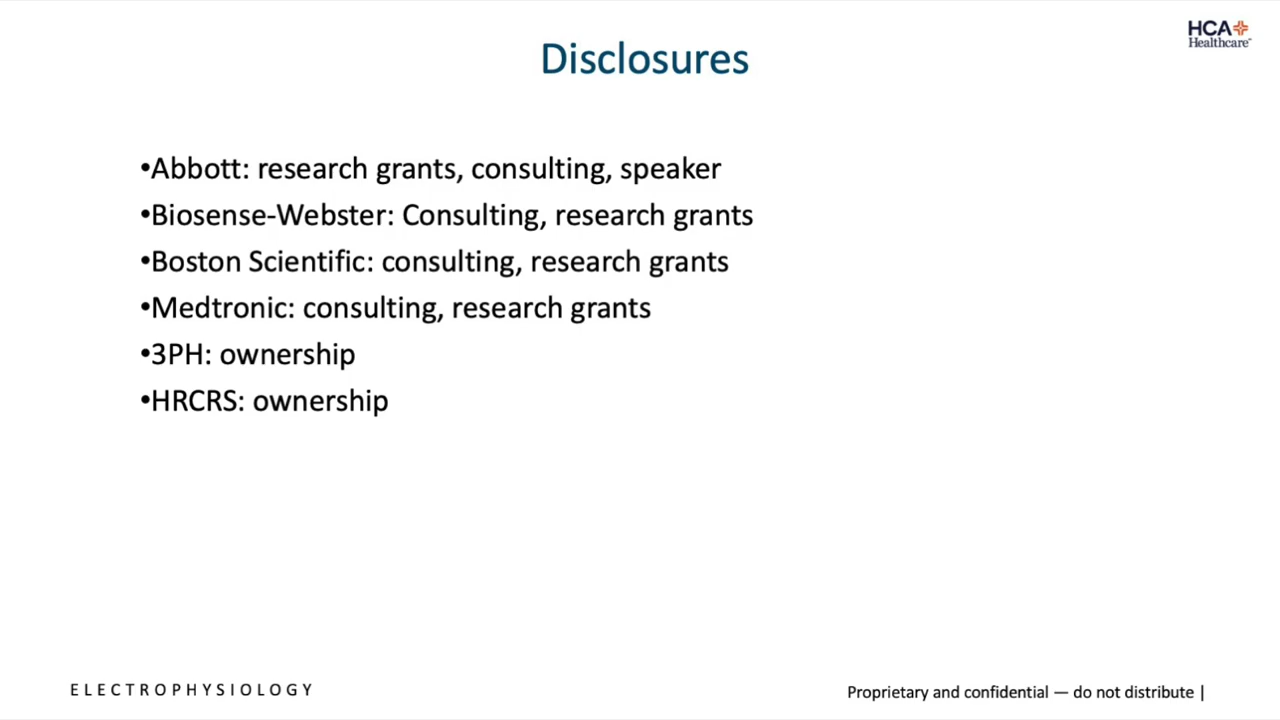 HCA
Healthcare
Disclosures
•Abbott: research grants, consulting, speaker
•Biosense-Webster: Consulting, research grants
•Boston Scientific: consulting, research grants
•Medtronic: consulting, research grants
•3PH: ownership
•HRCRS: ownership
ELECTROPHYSIOLOGY
Proprietary and confidential — do not distribute |